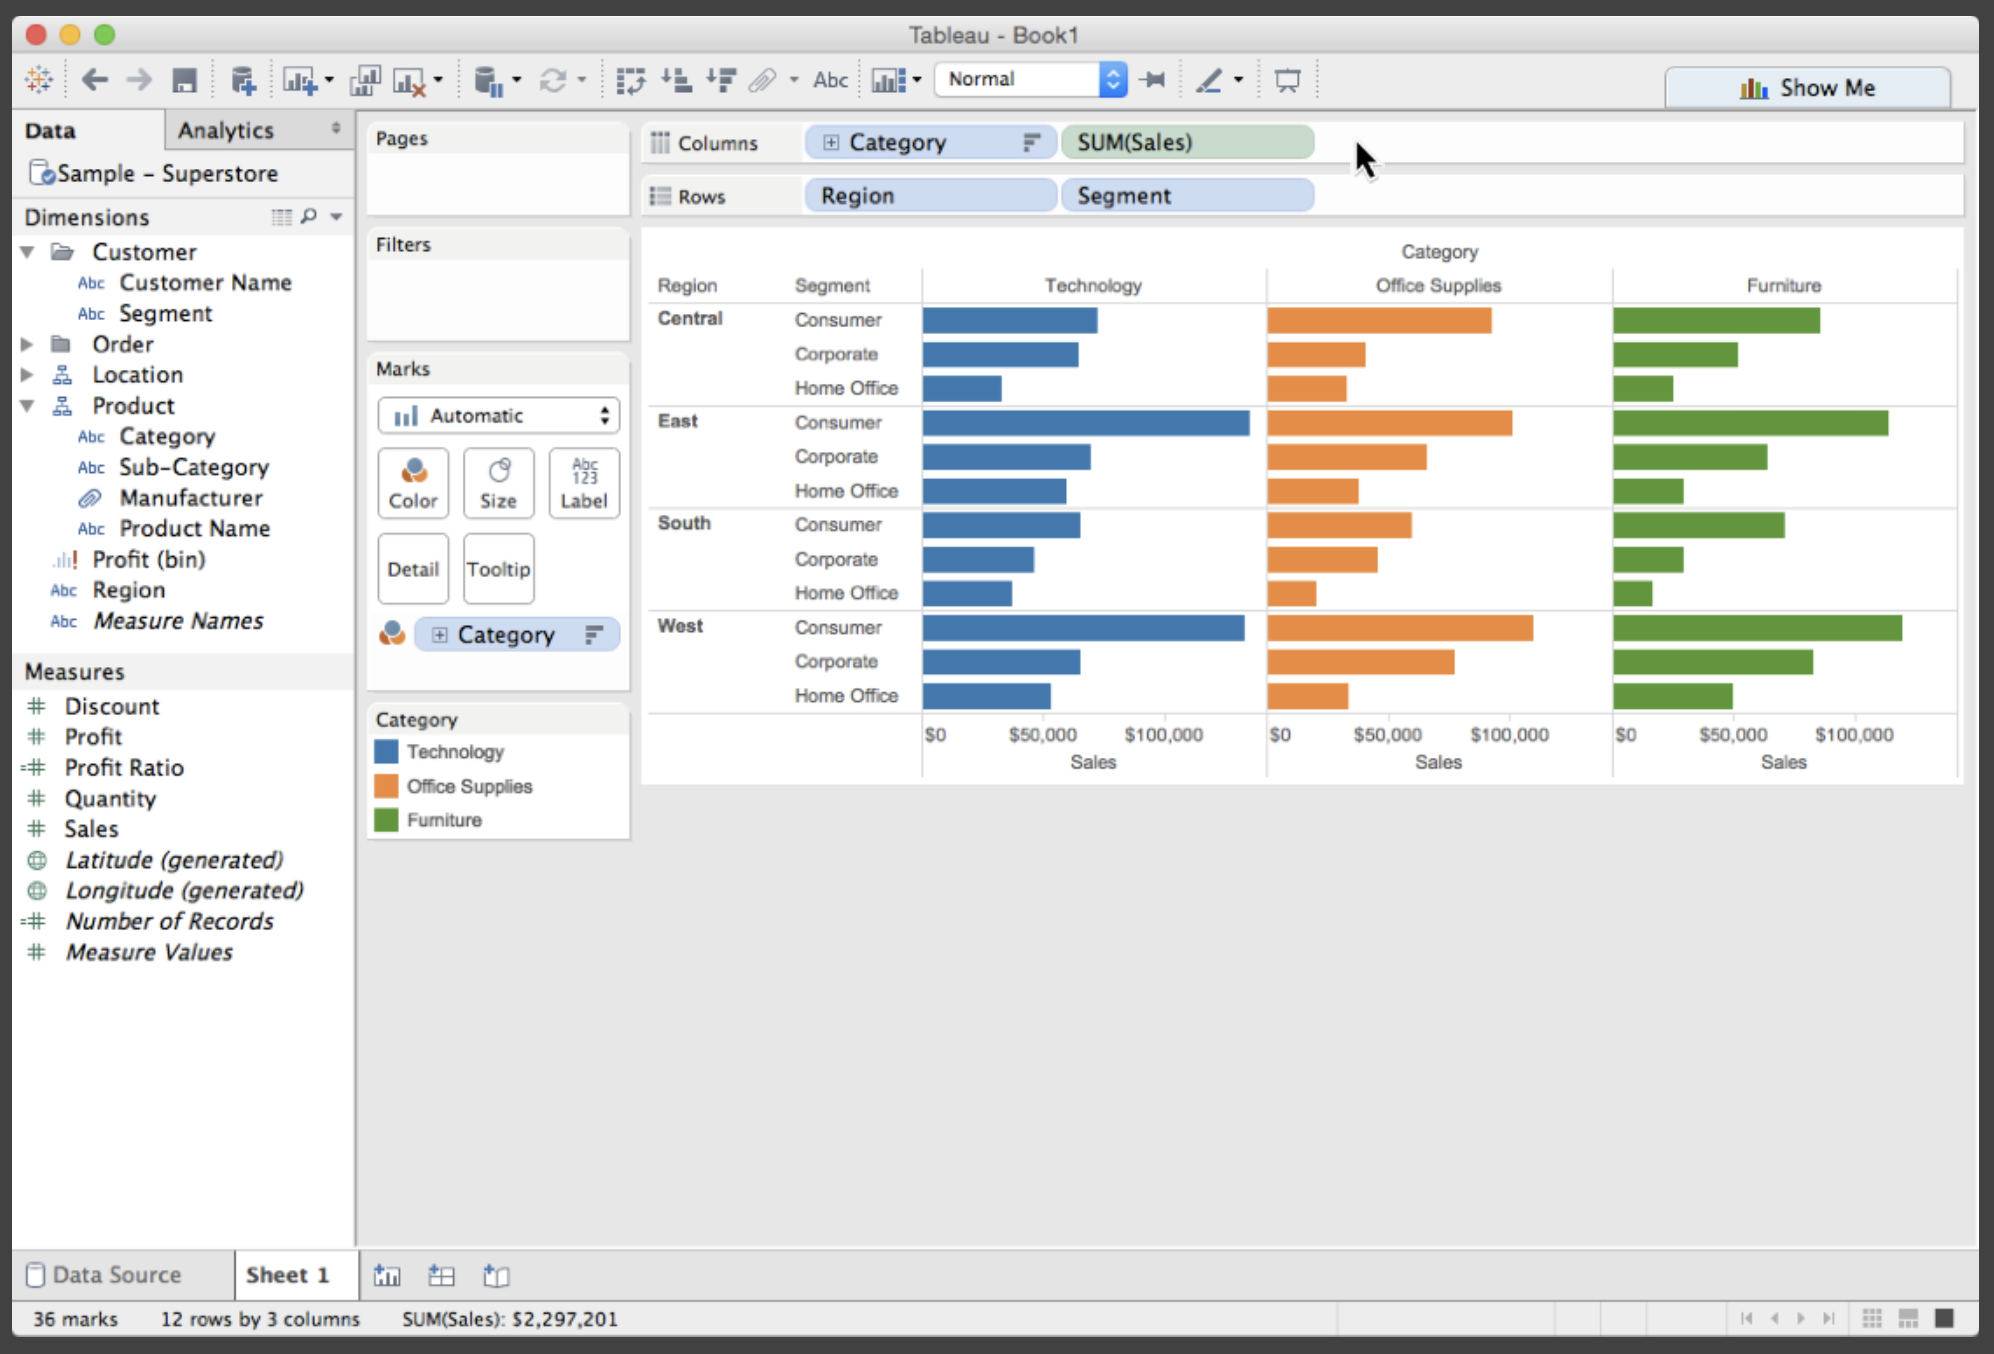 Tableau - Book1
Abc
Normal
Show Me
Data
Analytics
Sample - Superstore
Dimensions
Customer
Abc Customer Name
Abc Segment
Order
Location
Product
Abc Category
Abc Sub-Category
Manufacturer
Abc Product Name
Profit (bin)
Abc Region
Abc Measure Names
Measures
# Discount
# Profit
=# Profit Ratio
# Quantity
# Sales
Latitude (generated)
Longitude (generated)
=# Number of Records
# Measure Values
Pages
Filters
Marks
Automatic
Color
Size
Abc
123
Label
Detail
Tooltip
Category
Category
Technology
Office Supplies
Furniture
Columns Category SUM(Sales)
Rows Region Segment
Category
Region Segment Technology Office Supplies Furniture
Central Consumer
Corporate
Home Office
East Consumer
Corporate
Home Office
South Consumer
Corporate
Home Office
West Consumer
Corporate
Home Office
$0 $50,000 $100,000 $0 $50,000 $100,000 $0 $50,000 $100,000
Sales Sales Sales
Data Source
Sheet 1
36 marks 12 rows by 3 columns SUM(Sales): $2,297,201